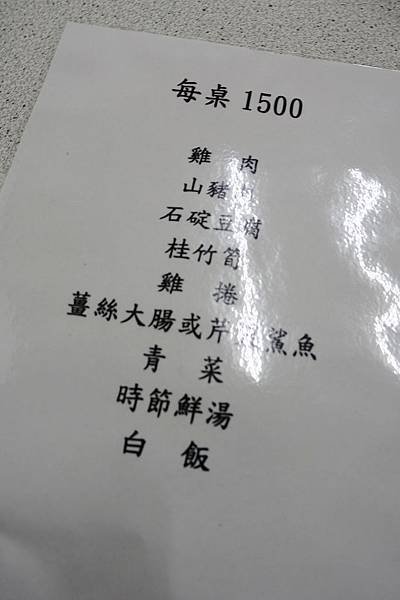 每桌 1500
雞 肉
山豬肉
石碇豆腐
桂竹筍
雞 捲
薑絲大腸或芹 鯊魚
青 菜
時節鮮湯
白 飯